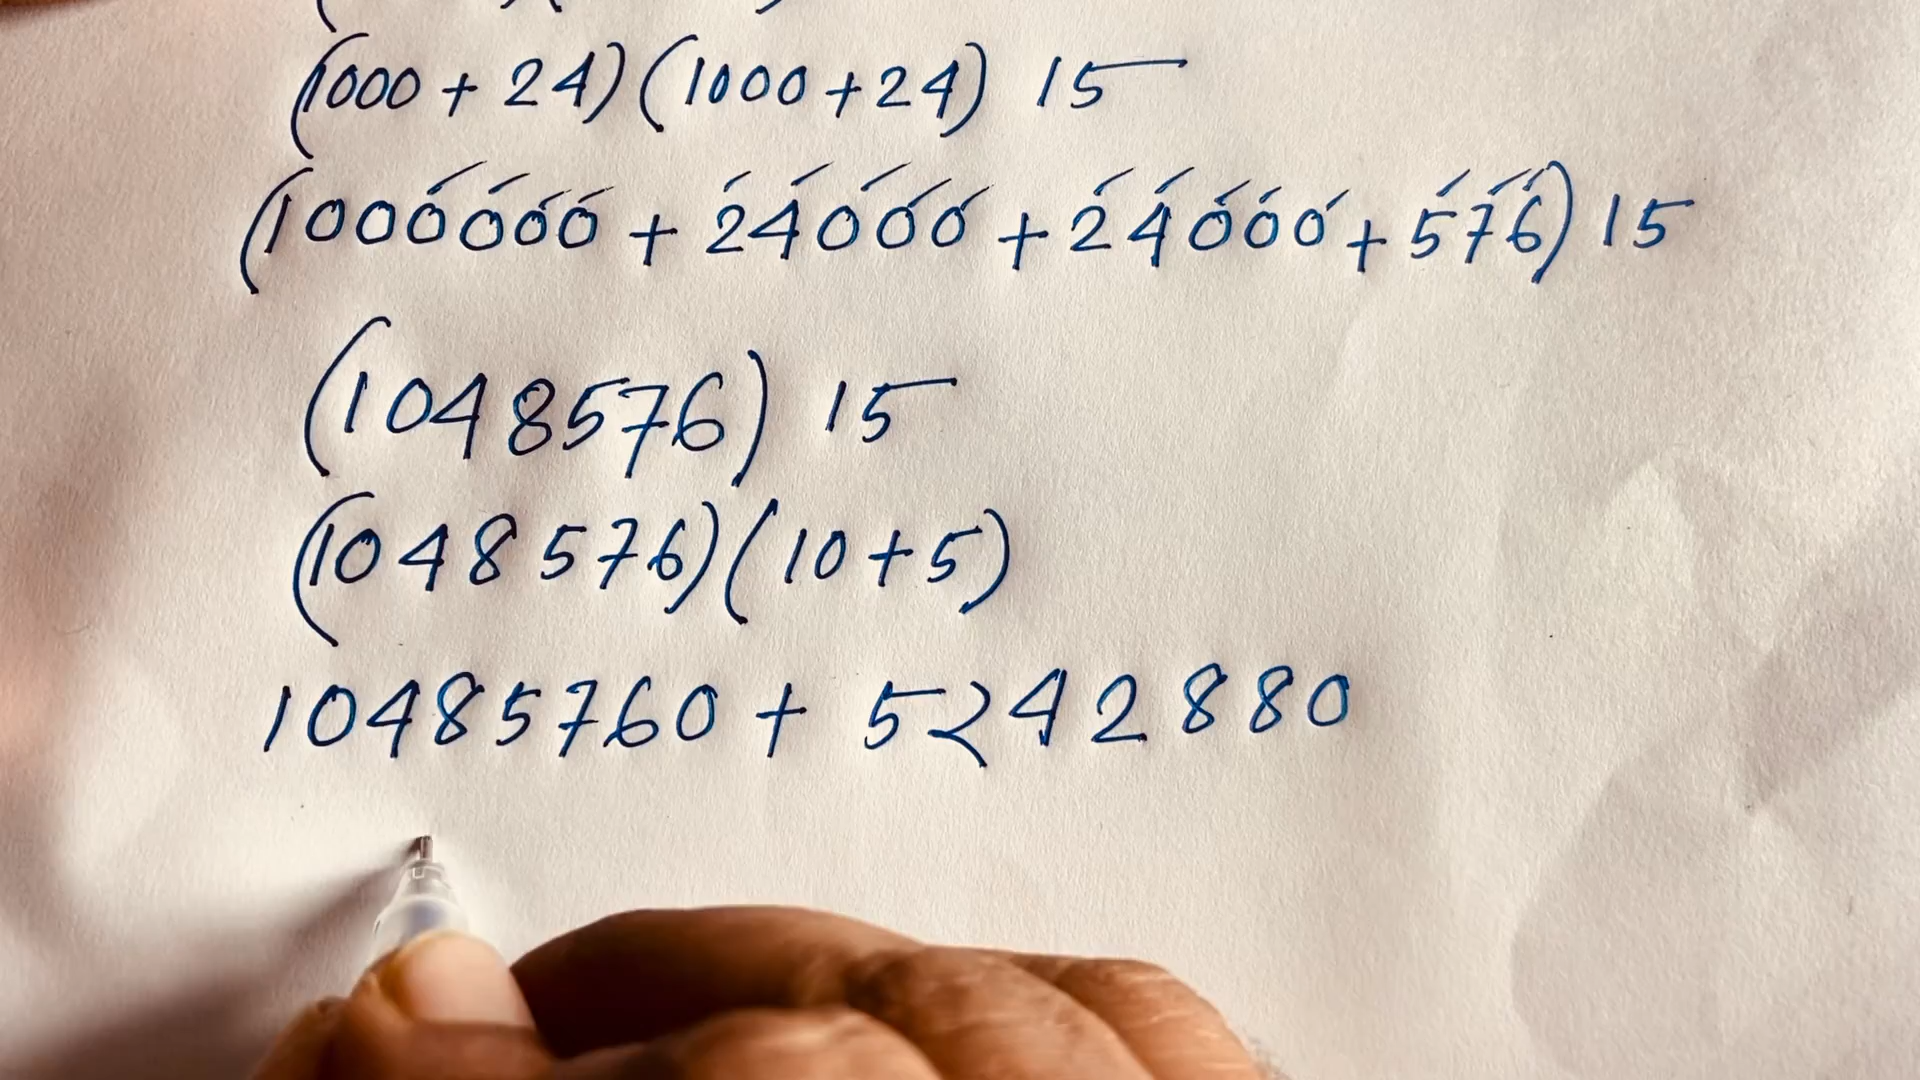 (1000 + 24) (1000 + 24) 15
(1000000 + 24000 + 24000 + 576) 15
(1048576) 15
(1048576) (10 + 5)
10485760 + 5242880